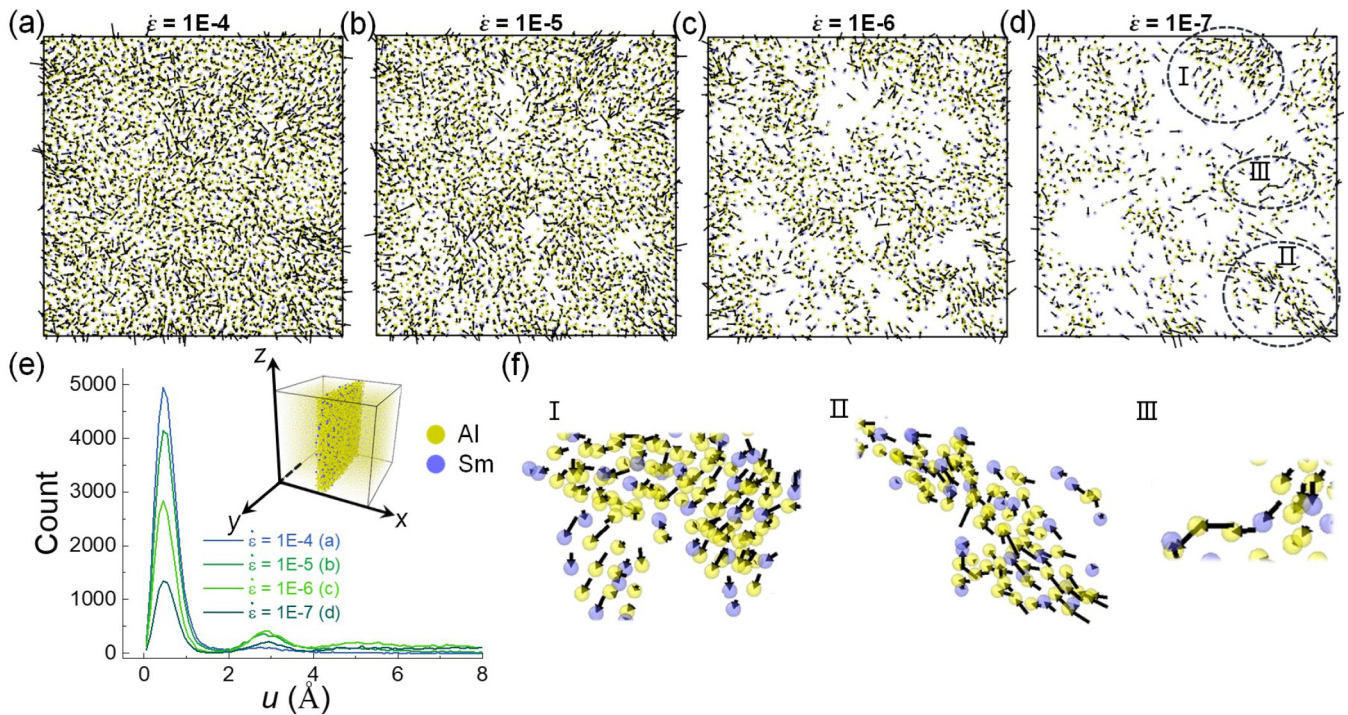 (a) ε̇ = 1E-4 (b) ε̇ = 1E-5 (c) ε̇ = 1E-6 (d) ε̇ = 1E-7
I
III
II
(e)
5000
4000
3000
2000
1000
0
Count
0 2 4 6 8
u (Å)
z
y
x
ε̇ = 1E-4 (a)
ε̇ = 1E-5 (b)
ε̇ = 1E-6 (c)
ε̇ = 1E-7 (d)
Al
Sm
(f)
I II III